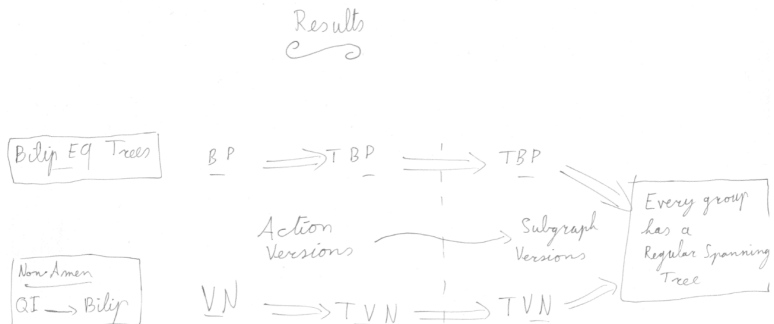 Results
Bilip EQ Trees
BP ⟹ TBP ⟹ TBP
Every group
has a
Regular Spanning
Tree
Action
Versions
Subgraph
Versions
Non-Amen
QI → Bilip
VN ⟹ TVN ⟹ TVN